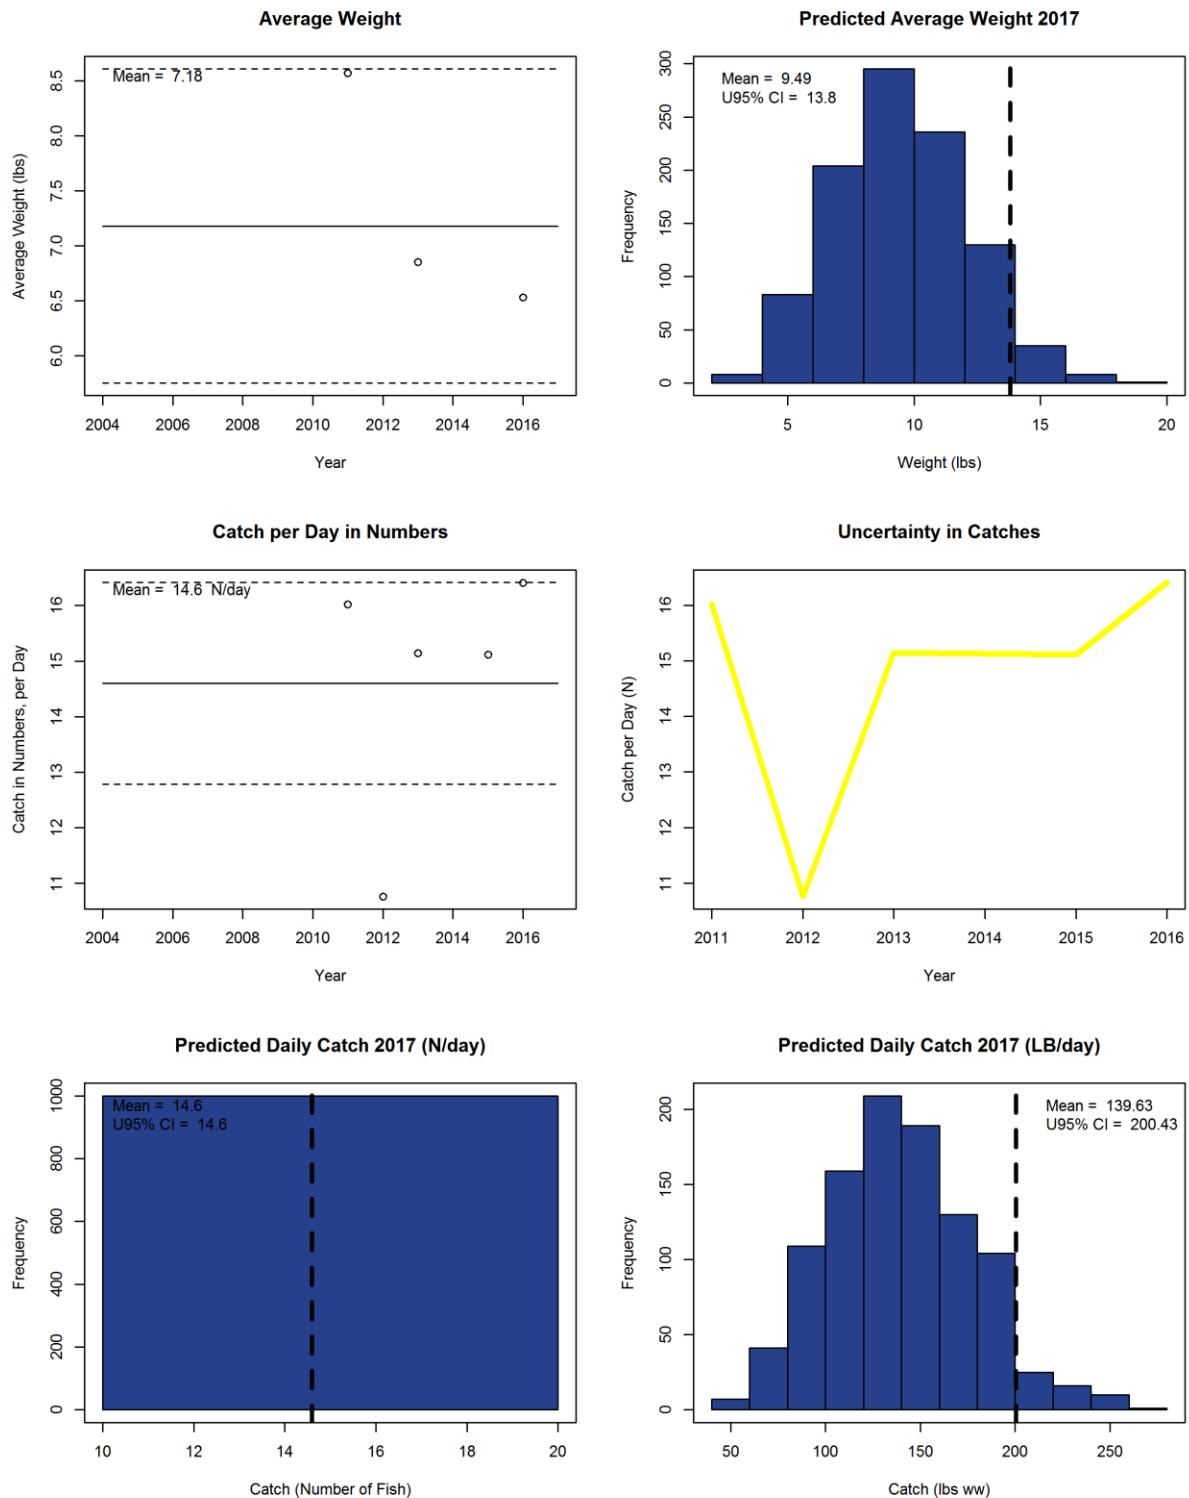 Average Weight
Mean = 7.18
Average Weight (lbs)
6.0 6.5 7.0 7.5 8.0 8.5
2004 2006 2008 2010 2012 2014 2016
Year
Predicted Average Weight 2017
Mean = 9.49
U95% CI = 13.8
Frequency
0 50 100 150 200 250 300
5 10 15 20
Weight (lbs)
Catch per Day in Numbers
Mean = 14.6 N/day
Catch in Numbers, per Day
11 12 13 14 15 16
2004 2006 2008 2010 2012 2014 2016
Year
Uncertainty in Catches
Catch per Day (N)
11 12 13 14 15 16
2011 2012 2013 2014 2015 2016
Year
Predicted Daily Catch 2017 (N/day)
Mean = 14.6
U95% CI = 14.6
Frequency
0 200 400 600 800 1000
10 12 14 16 18 20
Catch (Number of Fish)
Predicted Daily Catch 2017 (LB/day)
Mean = 139.63
U95% CI = 200.43
Frequency
0 50 100 150 200
50 100 150 200 250
Catch (lbs ww)